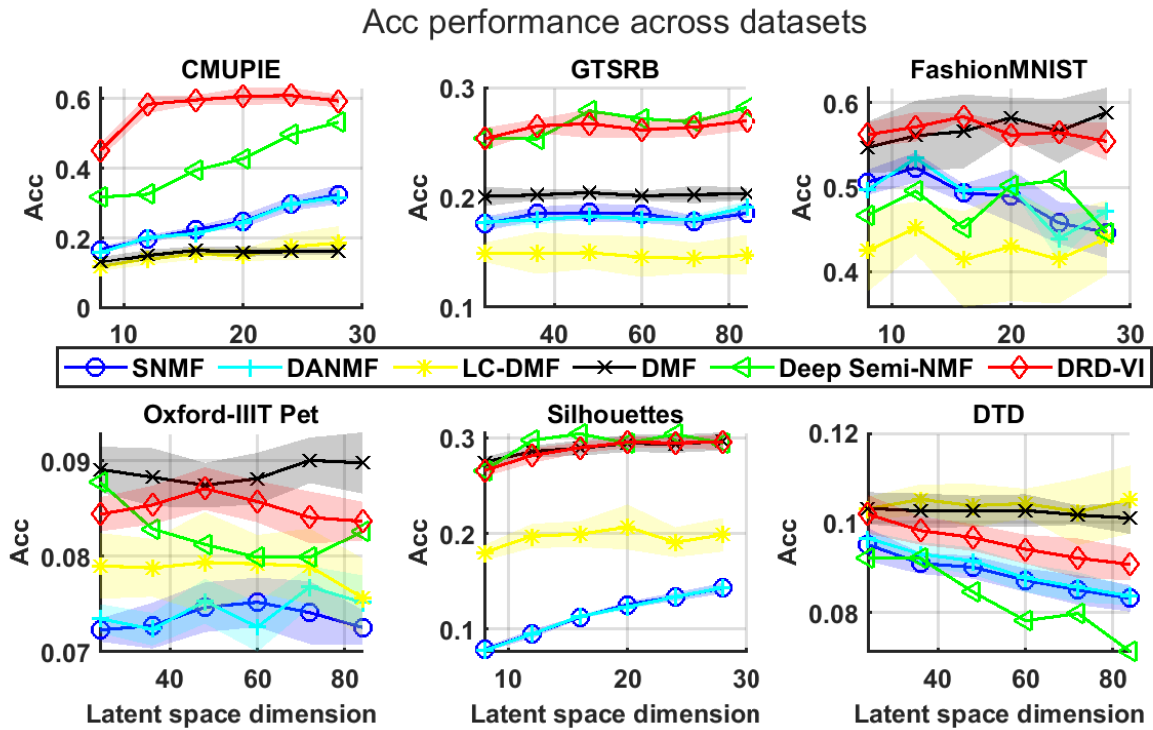 Acc performance across datasets
CMUPIE
GTSRB
FashionMNIST
Acc
0.6
0.4
0.2
0
10
20
30
Acc
0.3
0.2
0.1
40
60
80
Acc
0.6
0.5
0.4
10
20
30
SNMF DANMF LC-DMF DMF Deep Semi-NMF DRD-VI
Oxford-IIIT Pet
Silhouettes
DTD
Acc
0.09
0.08
0.07
40
60
80
Latent space dimension
Acc
0.3
0.2
0.1
10
20
30
Latent space dimension
Acc
0.12
0.1
0.08
40
60
80
Latent space dimension